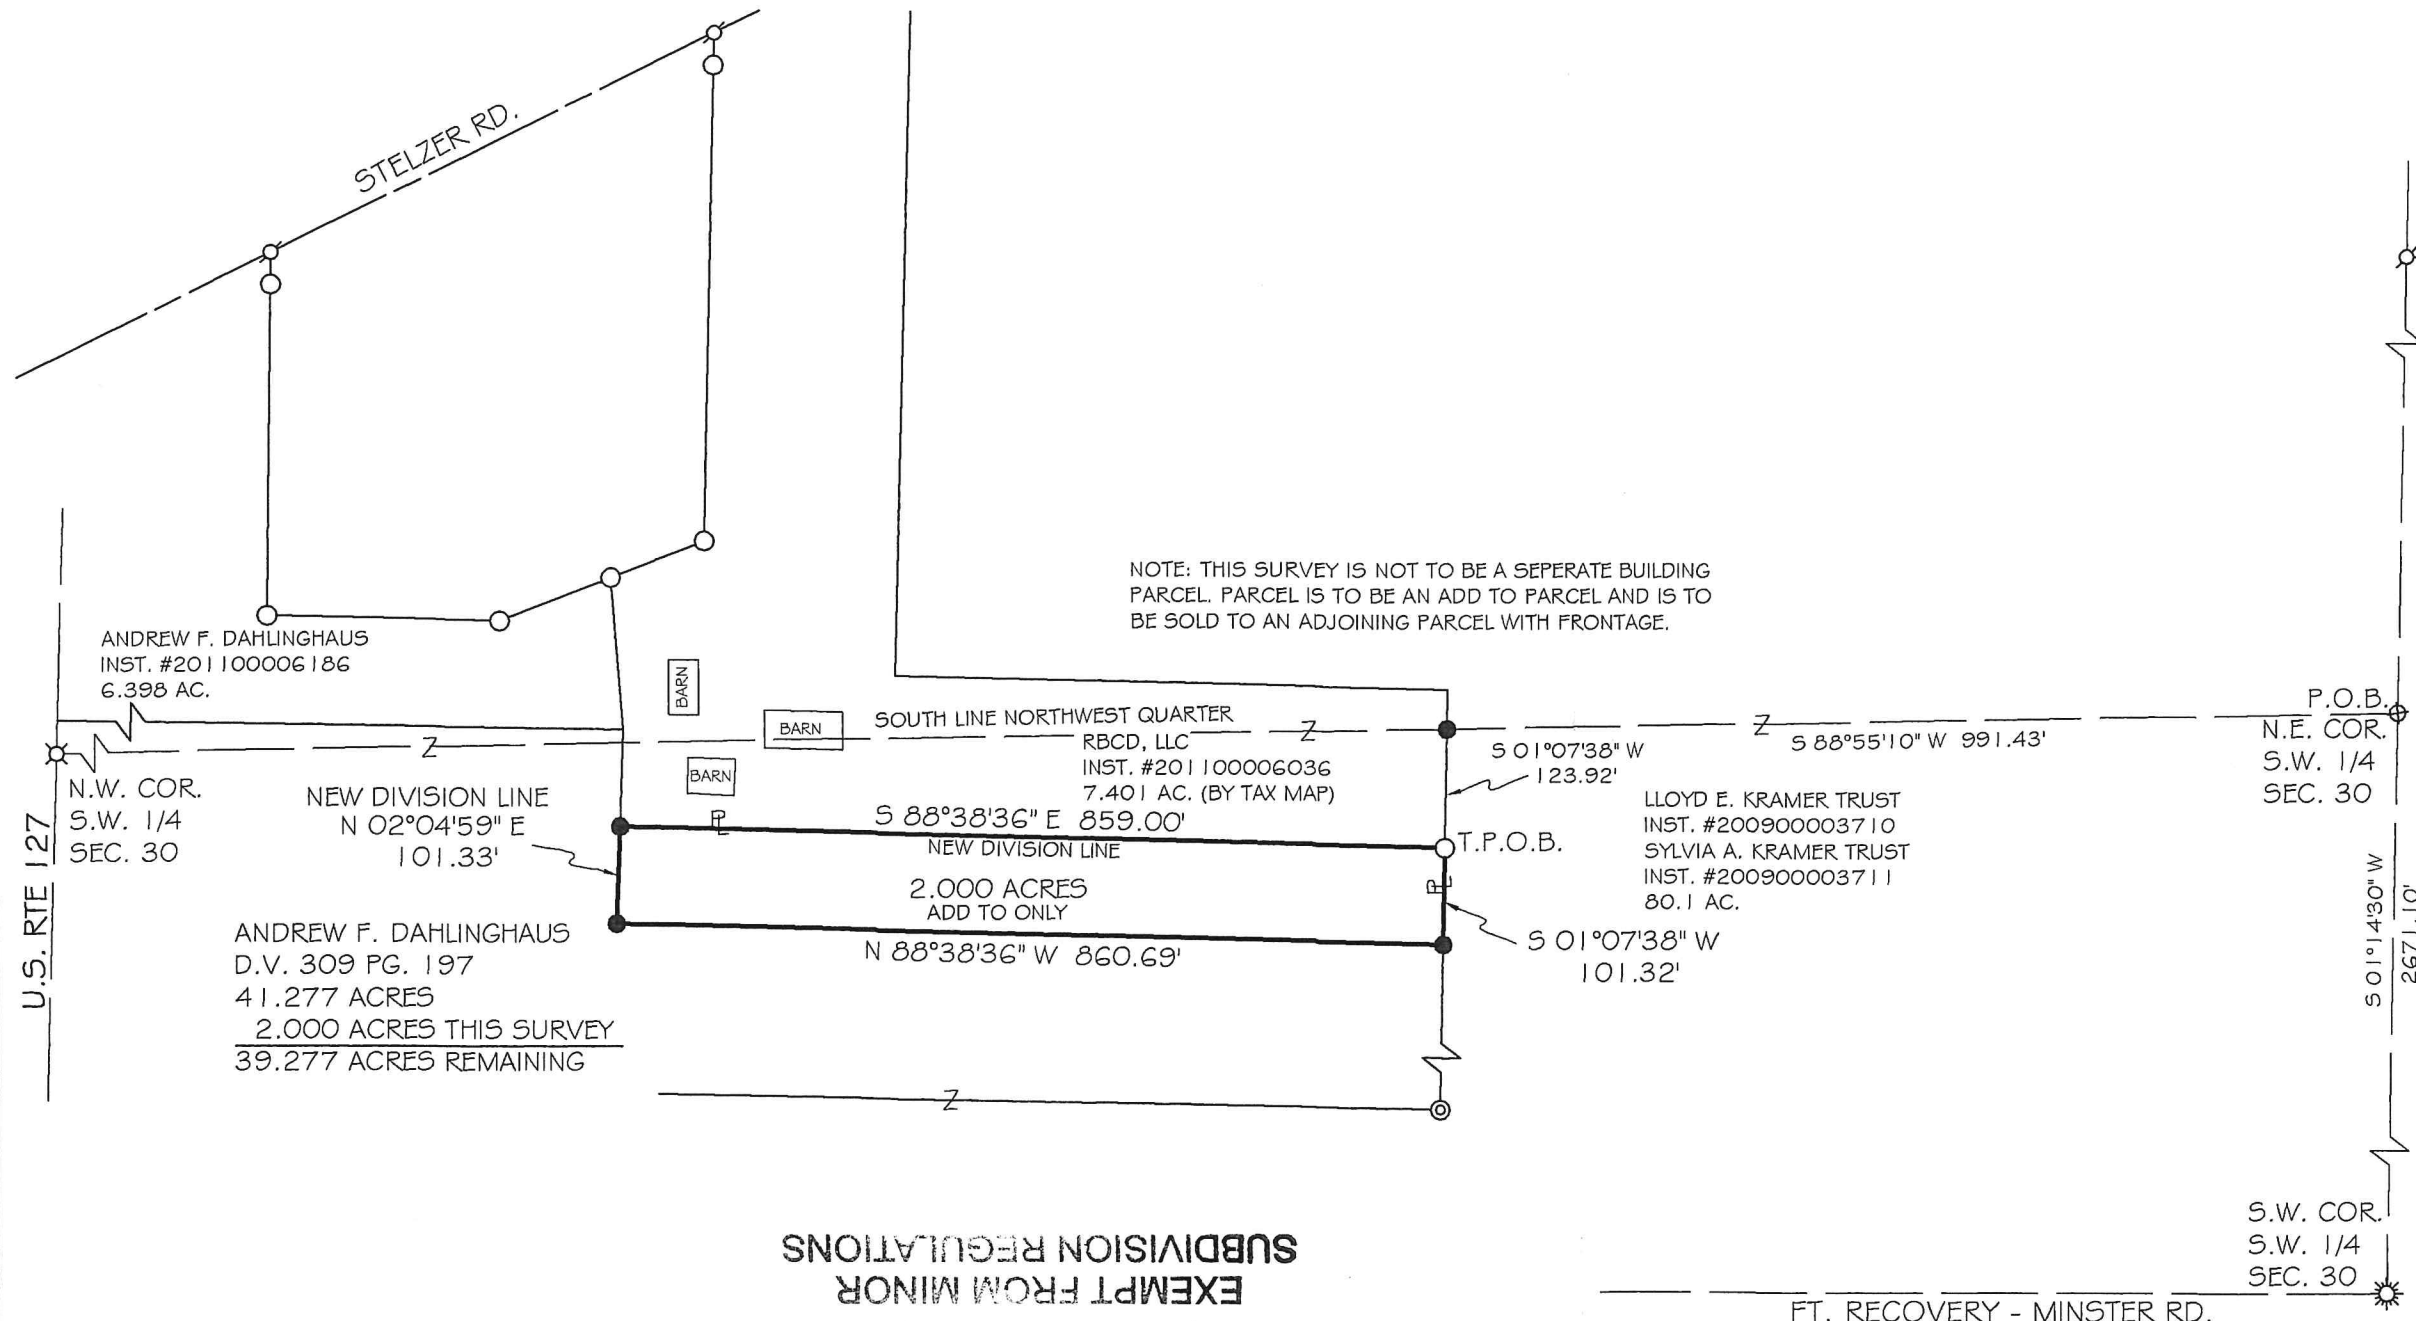 STELZER RD.
NOTE: THIS SURVEY IS NOT TO BE A SEPERATE BUILDING
PARCEL. PARCEL IS TO BE AN ADD TO PARCEL AND IS TO
BE SOLD TO AN ADJOINING PARCEL WITH FRONTAGE.
ANDREW F. DAHLINGHAUS
INST. #201100006186
6.398 AC.
BARN
BARN
BARN
SOUTH LINE NORTHWEST QUARTER
RBCD, LLC
INST. #201100006036
7.401 AC. (BY TAX MAP)
Z
Z
Z
S 01°07'38" W
123.92'
S 88°55'10" W 991.43'
P.O.B.
N.E. COR.
S.W. 1/4
SEC. 30
N.W. COR.
S.W. 1/4
SEC. 30
U.S. RTE 127
NEW DIVISION LINE
N 02°04'59" E
101.33'
PL
S 88°38'36" E 859.00'
NEW DIVISION LINE
T.P.O.B.
LLOYD E. KRAMER TRUST
INST. #200900003710
SYLVIA A. KRAMER TRUST
INST. #200900003711
80.1 AC.
2.000 ACRES
ADD TO ONLY
PL
N 88°38'36" W 860.69'
S 01°07'38" W
101.32'
S 01°14'30" W
2671.10'
ANDREW F. DAHLINGHAUS
D.V. 309 PG. 197
41.277 ACRES
2.000 ACRES THIS SURVEY
39.277 ACRES REMAINING
Z
EXEMPT FROM MINOR
SUBDIVISION REGULATIONS
S.W. COR.
S.W. 1/4
SEC. 30
FT. RECOVERY - MINSTER RD.